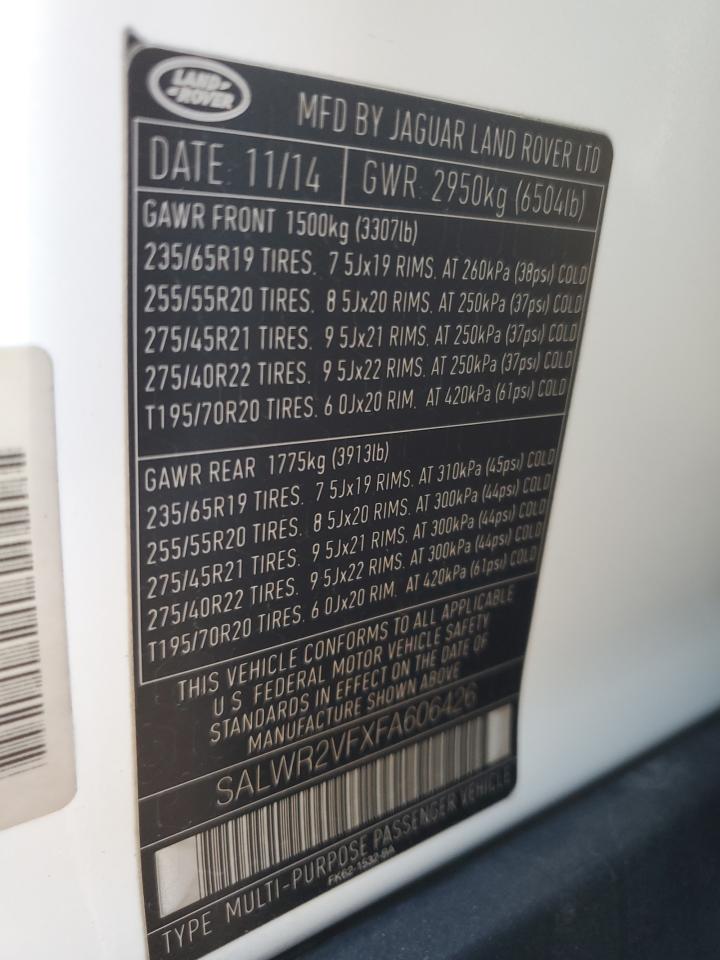 LAND-
-ROVER
MFD BY JAGUAR LAND ROVER LTD
DATE 11/14 GWR 2950kg (6504lb)
GAWR FRONT 1500kg (3307lb)
235/65R19 TIRES. 7 5Jx19 RIMS. AT 260kPa (38psi) COLD
255/55R20 TIRES. 8 5Jx20 RIMS. AT 250kPa (37psi) COLD
275/45R21 TIRES. 9 5Jx21 RIMS. AT 250kPa (37psi) COLD
275/40R22 TIRES. 9 5Jx22 RIMS. AT 250kPa (37psi) COLD
T195/70R20 TIRES. 6 0Jx20 RIM. AT 420kPa (61psi) COLD
GAWR REAR 1775kg (3913lb)
235/65R19 TIRES. 7 5Jx19 RIMS. AT 310kPa (45psi) COLD
255/55R20 TIRES. 8 5Jx20 RIMS. AT 300kPa (44psi) COLD
275/45R21 TIRES. 9 5Jx21 RIMS. AT 300kPa (44psi) COLD
275/40R22 TIRES. 9 5Jx22 RIMS. AT 300kPa (44psi) COLD
T195/70R20 TIRES. 6 0Jx20 RIM. AT 420kPa (61psi) COLD
THIS VEHICLE CONFORMS TO ALL APPLICABLE
U S FEDERAL MOTOR VEHICLE SAFETY
STANDARDS IN EFFECT ON THE DATE OF
MANUFACTURE SHOWN ABOVE
SALWR2VFXFA606426
TYPE MULTI-PURPOSE PASSENGER VEHICLE
FK62-1532-BA